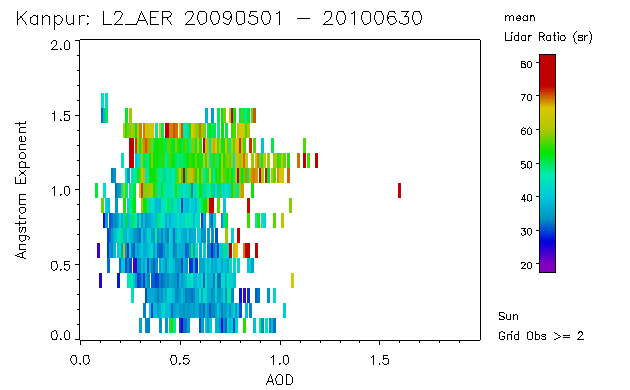 Kanpur: L2_AER 20090501 − 20100630
mean
Lidar Ratio (sr)
2.0
1.5
1.0
0.5
0.0
Angstrom Exponent
0.0 0.5 1.0 1.5
AOD
80
70
60
50
40
30
20
Sun
Grid Obs >= 2